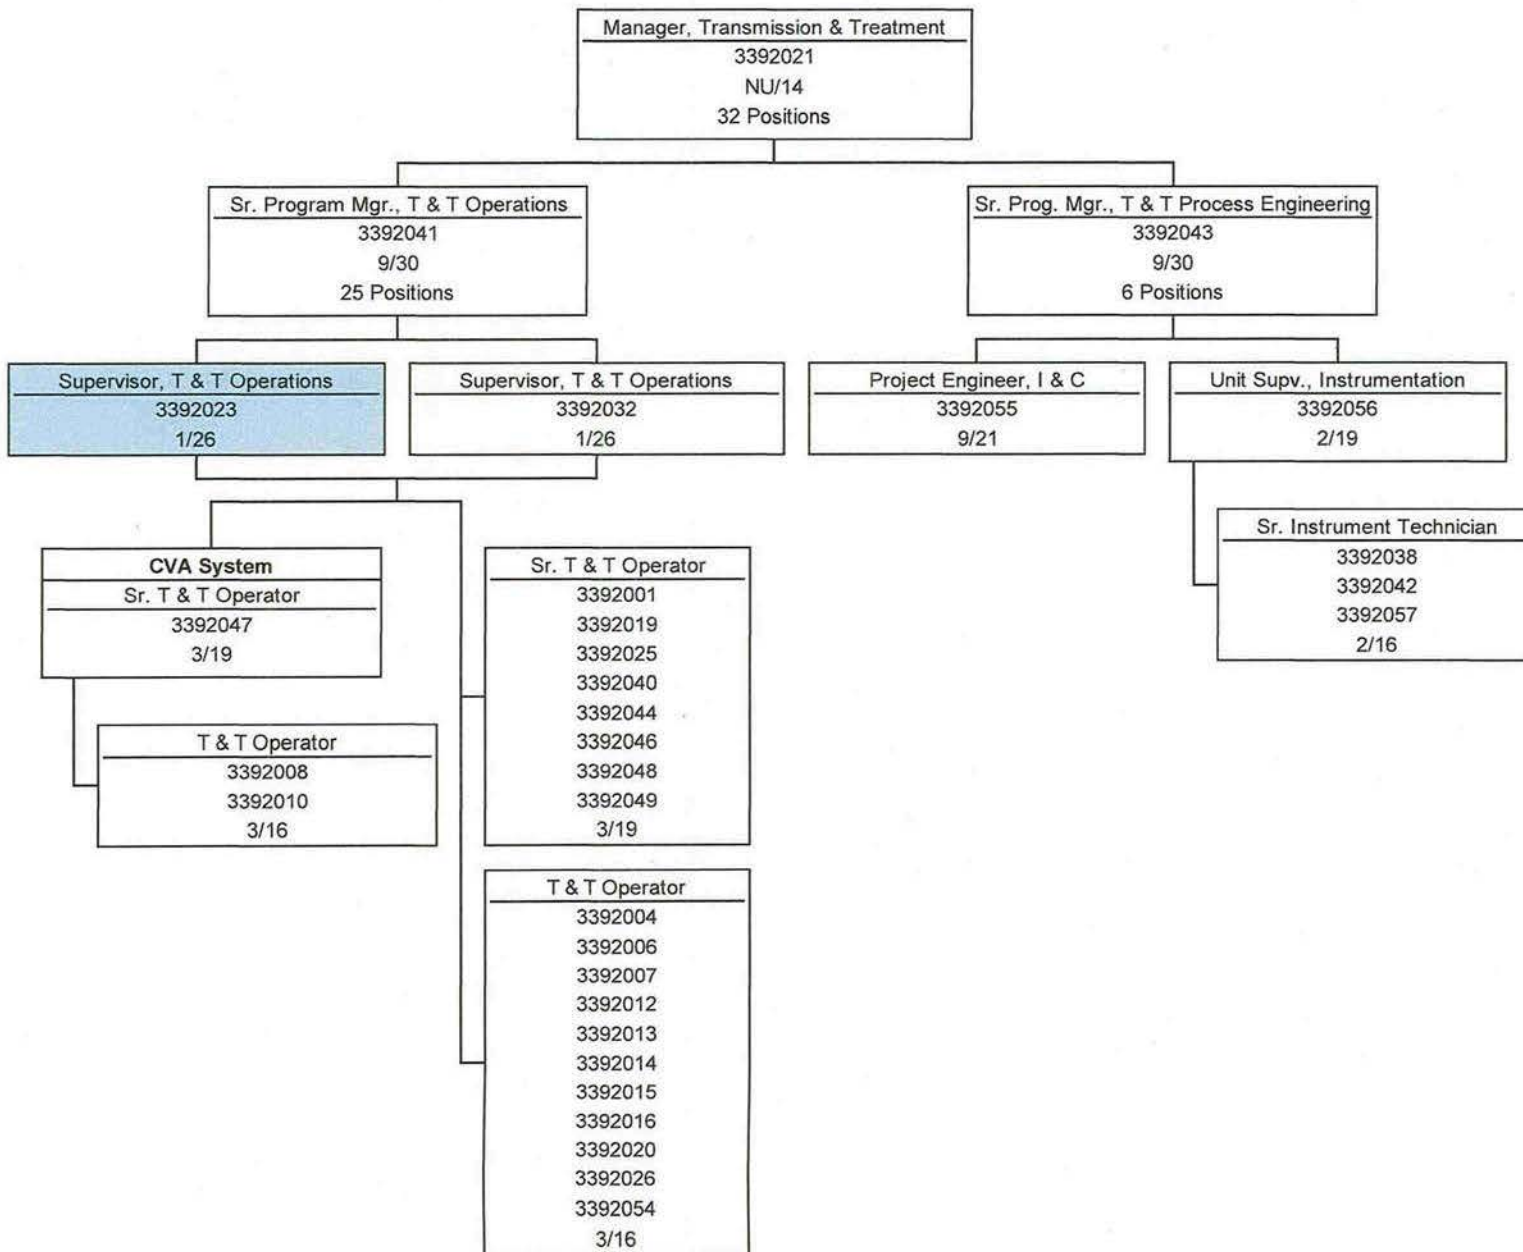 Manager, Transmission & Treatment
3392021
NU/14
32 Positions
Sr. Program Mgr., T & T Operations
3392041
9/30
25 Positions
Sr. Prog. Mgr., T & T Process Engineering
3392043
9/30
6 Positions
Supervisor, T & T Operations
3392023
1/26
Supervisor, T & T Operations
3392032
1/26
Project Engineer, I & C
3392055
9/21
Unit Supv., Instrumentation
3392056
2/19
Sr. Instrument Technician
3392038
3392042
3392057
2/16
CVA System
Sr. T & T Operator
3392047
3/19
T & T Operator
3392008
3392010
3/16
Sr. T & T Operator
3392001
3392019
3392025
3392040
3392044
3392046
3392048
3392049
3/19
T & T Operator
3392004
3392006
3392007
3392012
3392013
3392014
3392015
3392016
3392020
3392026
3392054
3/16